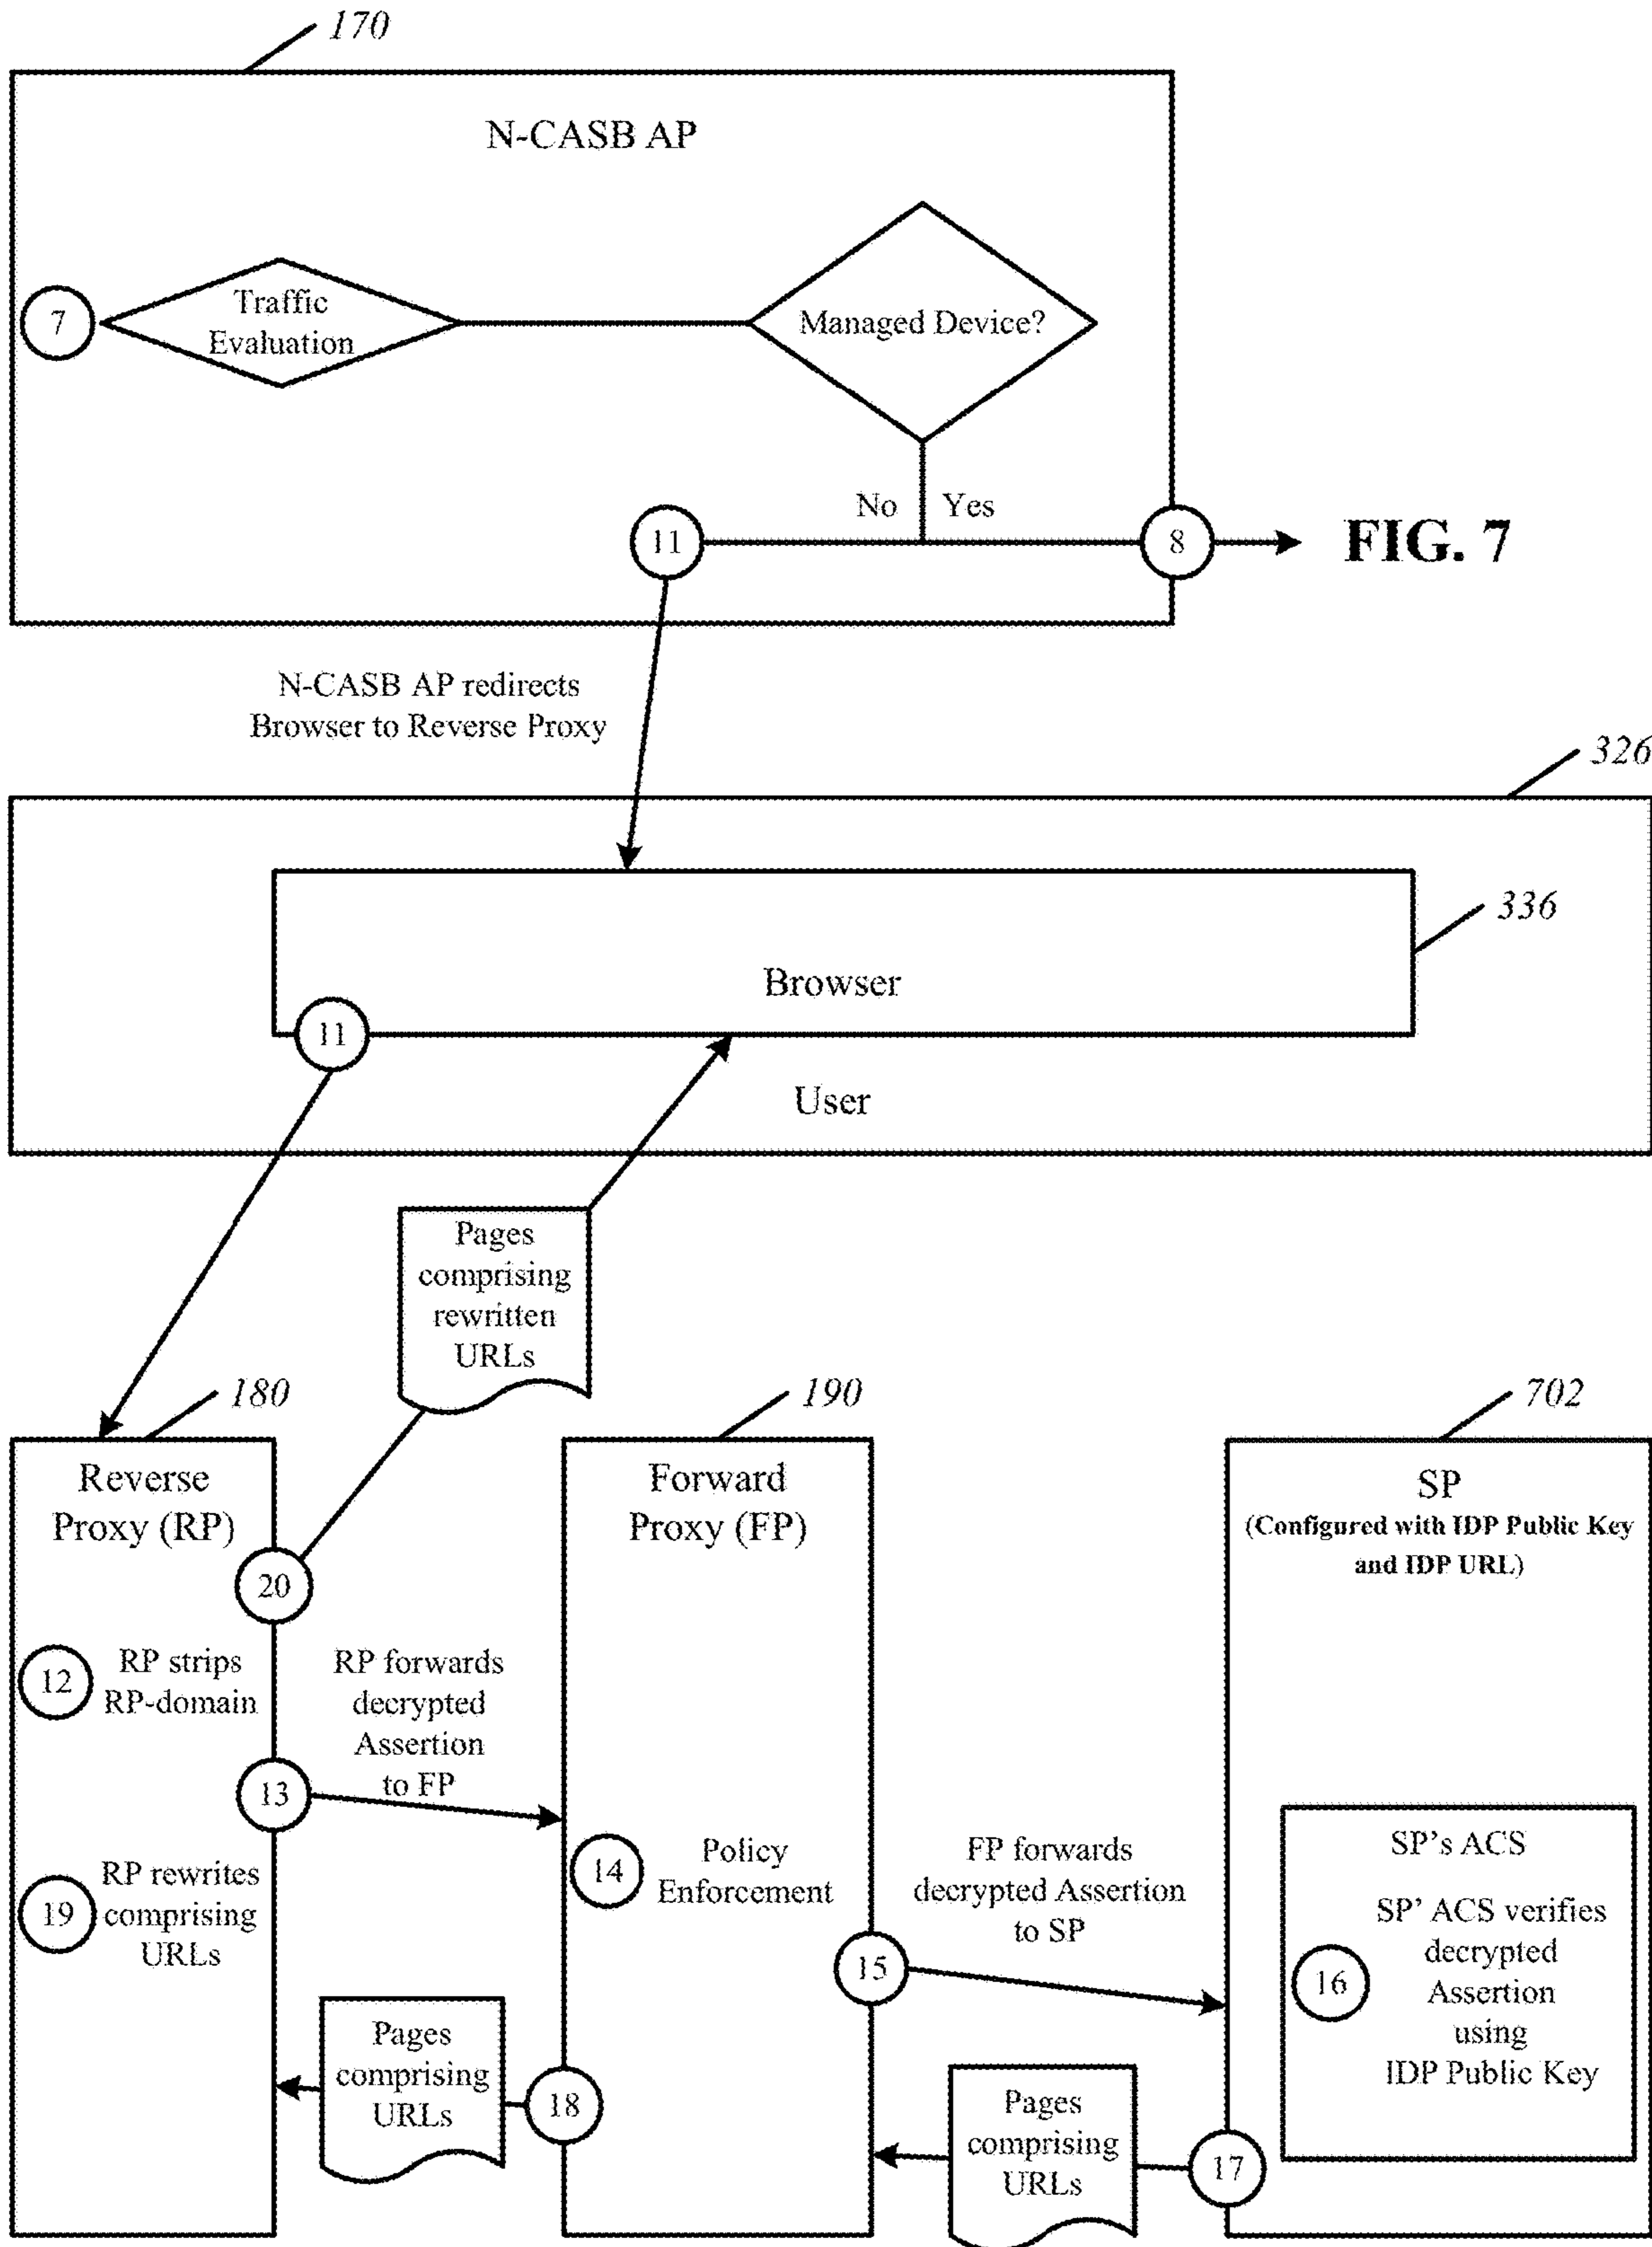 170
N-CASB AP
7
Traffic
Evaluation
Managed Device?
No
Yes
11
8
FIG. 7
N-CASB AP redirects
Browser to Reverse Proxy
326
336
Browser
11
User
Pages
comprising
rewritten
URLs
180
190
702
Reverse
Proxy (RP)
Forward
Proxy (FP)
SP
(Configured with IDP Public Key
and IDP URL)
20
12
RP strips
RP-domain
RP forwards
decrypted
Assertion
to FP
13
14
Policy
Enforcement
FP forwards
decrypted Assertion
to SP
15
SP's ACS
16
SP' ACS verifies
decrypted
Assertion
using
IDP Public Key
19
RP rewrites
comprising
URLs
Pages
comprising
URLs
18
Pages
comprising
URLs
17